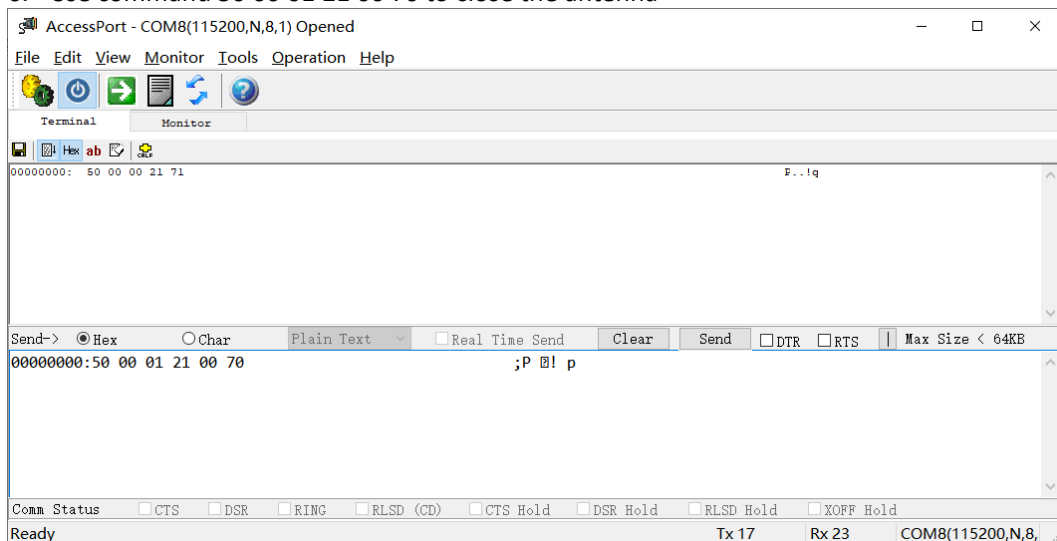 AccessPort - COM8(115200,N,8,1) Opened
File Edit View Monitor Tools Operation Help
Terminal Monitor
Hex ab CRLF
00000000: 50 00 00 21 71 P..!q
Send-> Hex Char Plain Text Real Time Send Clear Send DTR RTS | Max Size < 64KB
00000000:50 00 01 21 00 70 ;P ! p
Comm Status CTS DSR RING RLSD (CD) CTS Hold DSR Hold RLSD Hold XOFF Hold
Ready Tx 17 Rx 23 COM8(115200,N,8,